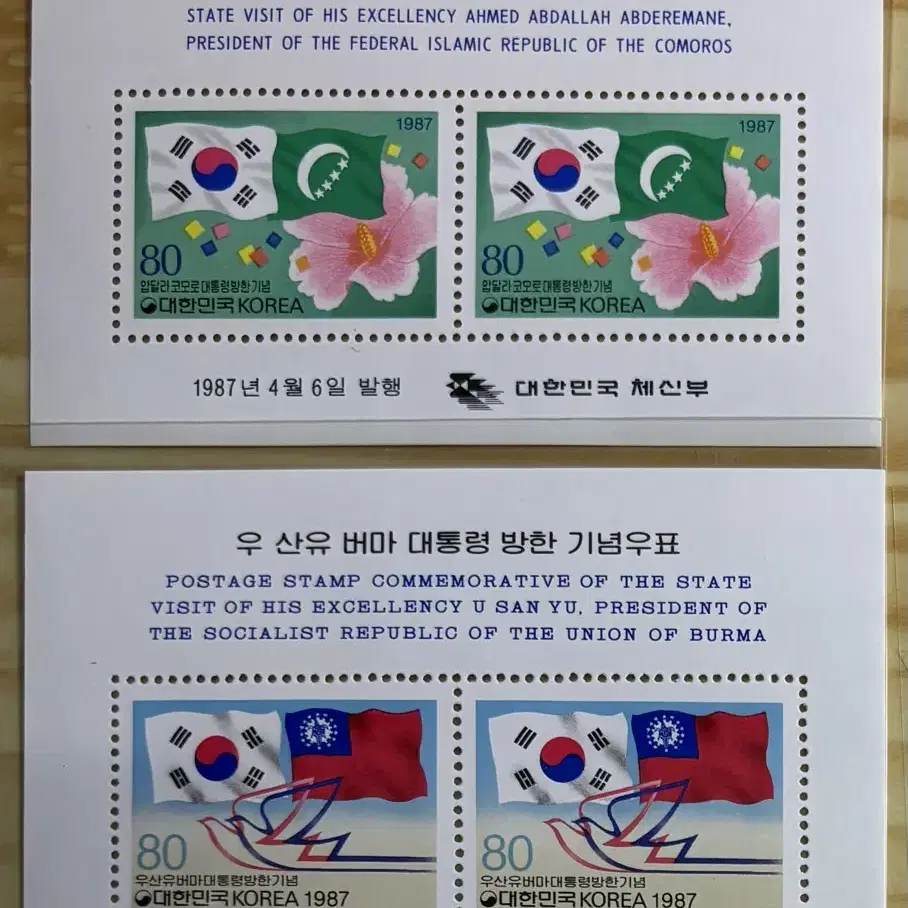 STATE VISIT OF HIS EXCELLENCY AHMED ABDALLAH ABDEREMANE,
PRESIDENT OF THE FEDERAL ISLAMIC REPUBLIC OF THE COMOROS
1987
80
압달라코모로대통령방한기념
대한민국 KOREA
1987
80
압달라코모로대통령방한기념
대한민국 KOREA
1987년 4월 6일 발행
대한민국 체신부
우 산유 버마 대통령 방한 기념우표
POSTAGE STAMP COMMEMORATIVE OF THE STATE
VISIT OF HIS EXCELLENCY U SAN YU, PRESIDENT OF
THE SOCIALIST REPUBLIC OF THE UNION OF BURMA
80
우산유버마대통령방한기념
대한민국 KOREA 1987
80
우산유버마대통령방한기념
대한민국 KOREA 1987